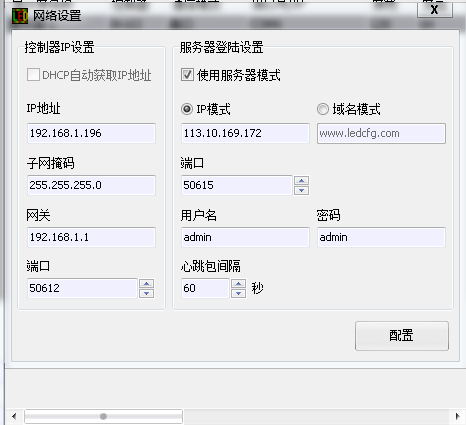 网络设置
X
控制器IP设置
DHCP自动获取IP地址
IP地址
192.168.1.196
子网掩码
255.255.255.0
网关
192.168.1.1
端口
50612
服务器登陆设置
使用服务器模式
IP模式
域名模式
113.10.169.172
www.ledcfg.com
端口
50615
用户名
密码
admin
admin
心跳包间隔
60
秒
配置